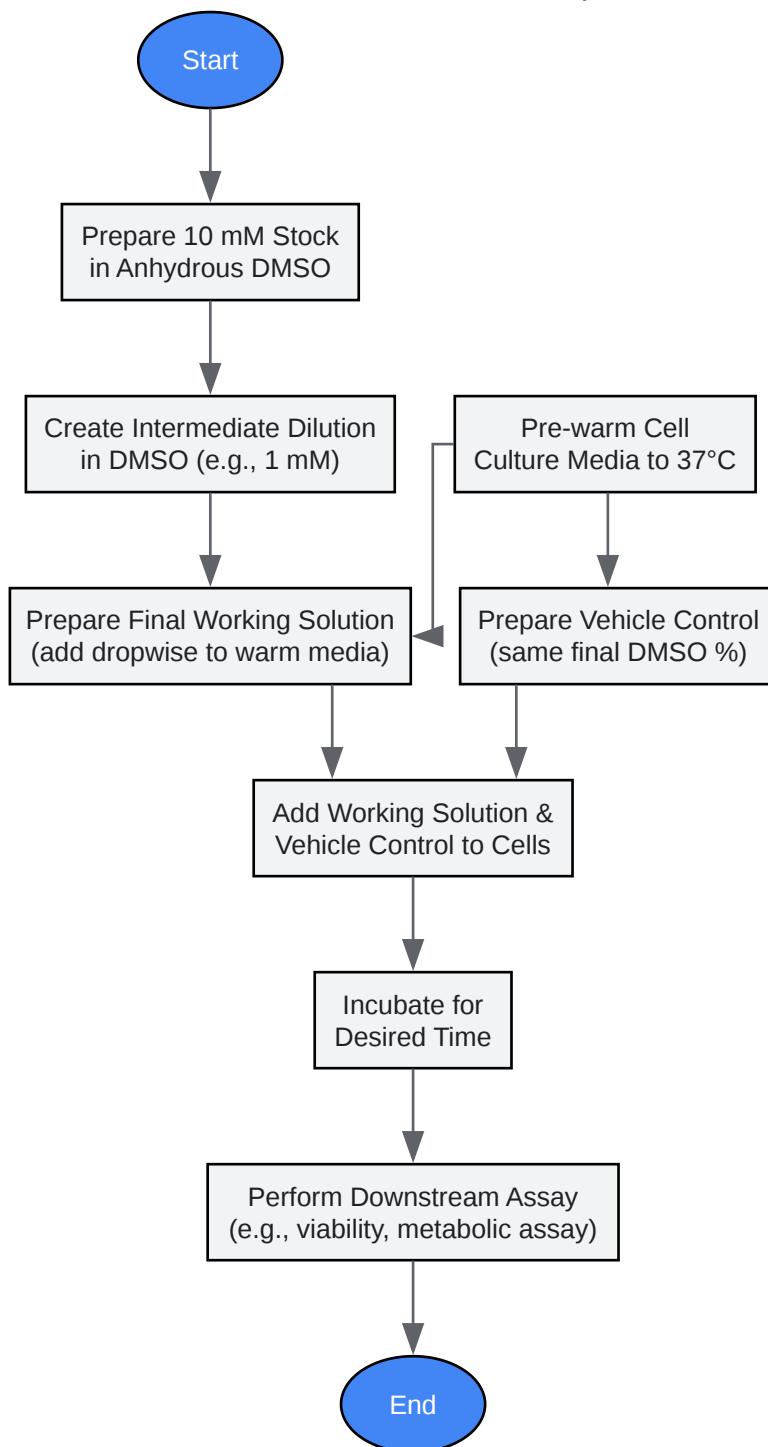 Start
Prepare 10 mM Stock
in Anhydrous DMSO
Create Intermediate Dilution
in DMSO (e.g., 1 mM)
Pre-warm Cell
Culture Media to 37°C
Prepare Final Working Solution
(add dropwise to warm media)
Prepare Vehicle Control
(same final DMSO %)
Add Working Solution &
Vehicle Control to Cells
Incubate for
Desired Time
Perform Downstream Assay
(e.g., viability, metabolic assay)
End